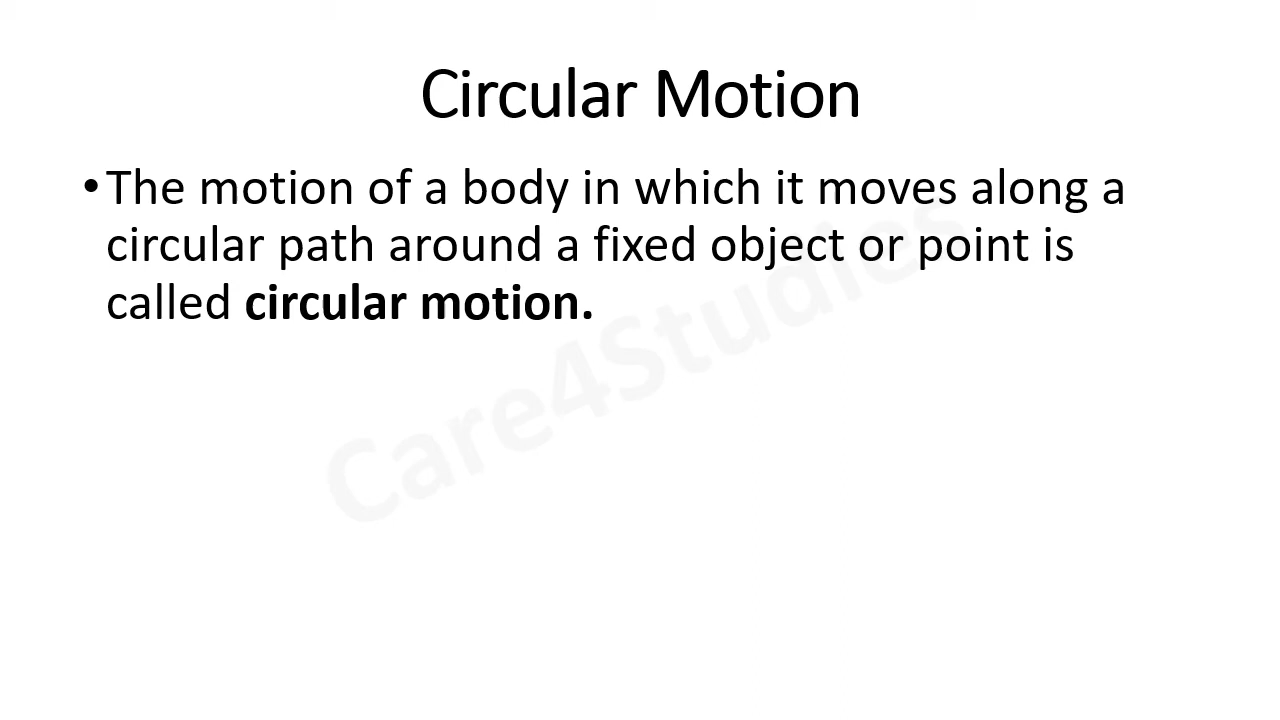 Circular Motion
•The motion of a body in which it moves along a
circular path around a fixed object or point is
called circular motion.
Care4Studies